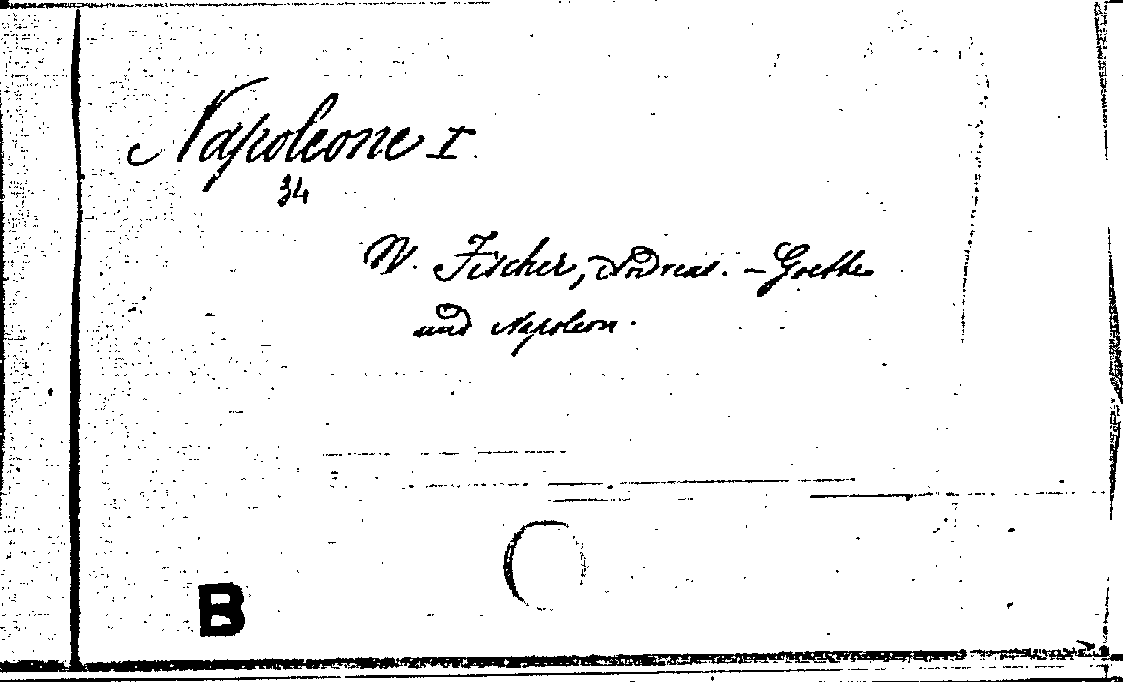 Napoleone I.
34
W. Fischer, Andreas. - Goethe
und Napoleon.
B